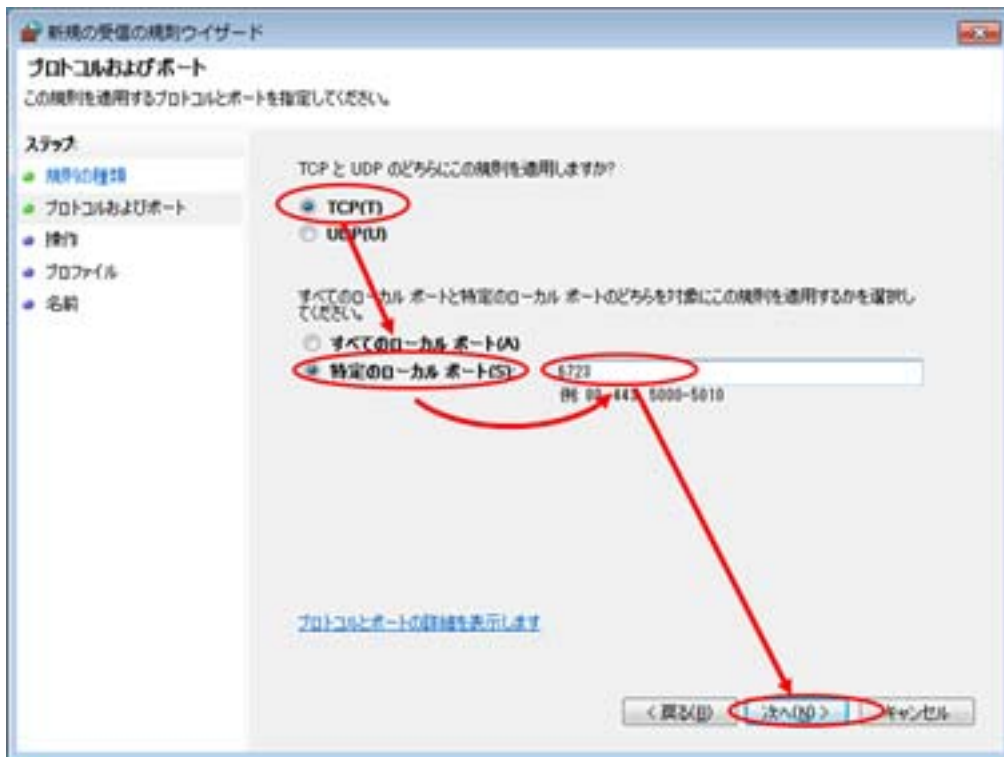 新規の受信の規則ウィザード
プロトコルおよびポート
この規則を適用するプロトコルとポートを指定してください。
ステップ:
規則の種類
プロトコルおよびポート
操作
プロファイル
名前
TCP と UDP のどちらにこの規則を適用しますか?
TCP(T)
UDP(U)
すべてのローカル ポートと特定のローカル ポートのどちらを対象にこの規則を適用するかを選択し
てください。
すべてのローカル ポート(A)
特定のローカル ポート(S):
例: 80, 443, 5000-5010
プロトコルとポートの詳細を表示します
< 戻る(B)
次へ(N) >
キャンセル